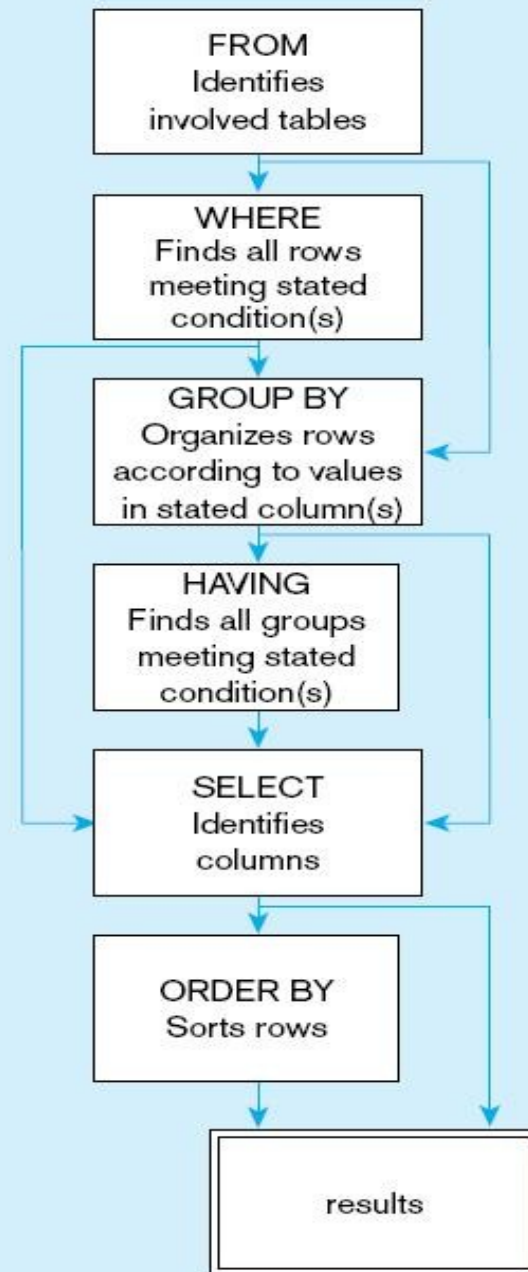 FROM
Identifies
involved tables
WHERE
Finds all rows
meeting stated
condition(s)
GROUP BY
Organizes rows
according to values
in stated column(s)
HAVING
Finds all groups
meeting stated
condition(s)
SELECT
Identifies
columns
ORDER BY
Sorts rows
results